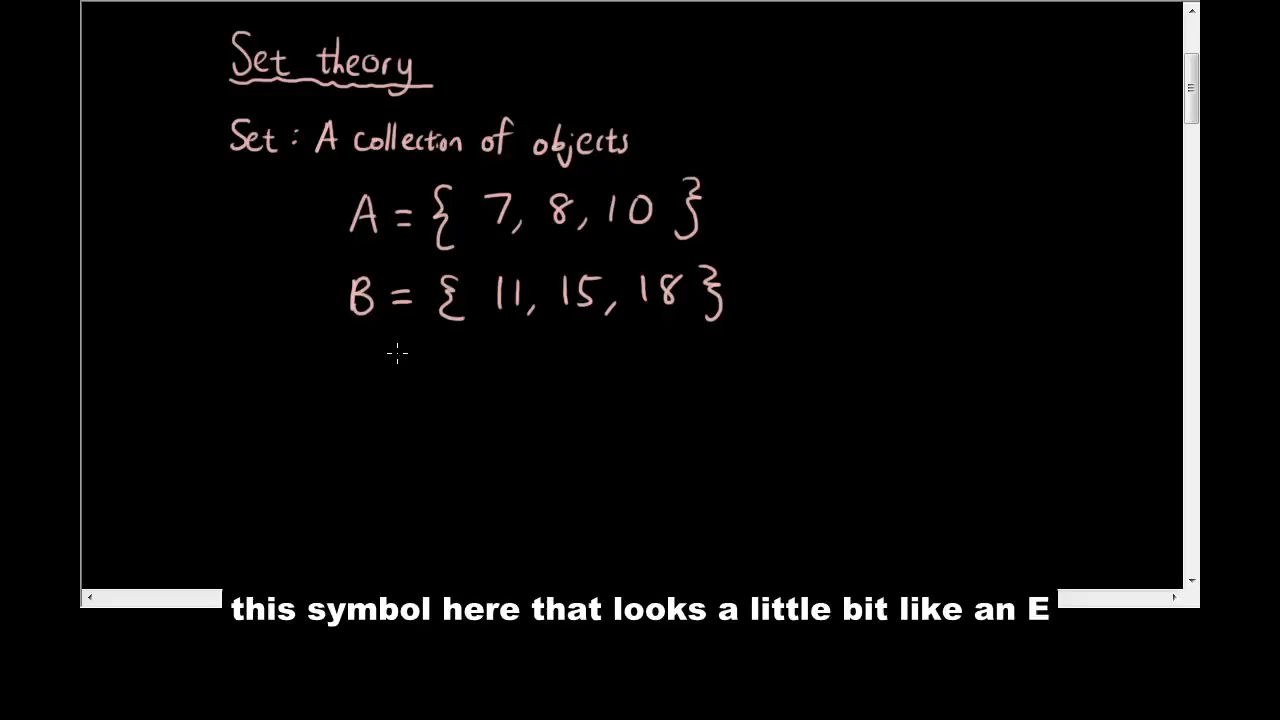 Set theory
Set : A collection of objects
A = { 7, 8, 10 }
B = { 11, 15, 18 }
this symbol here that looks a little bit like an E